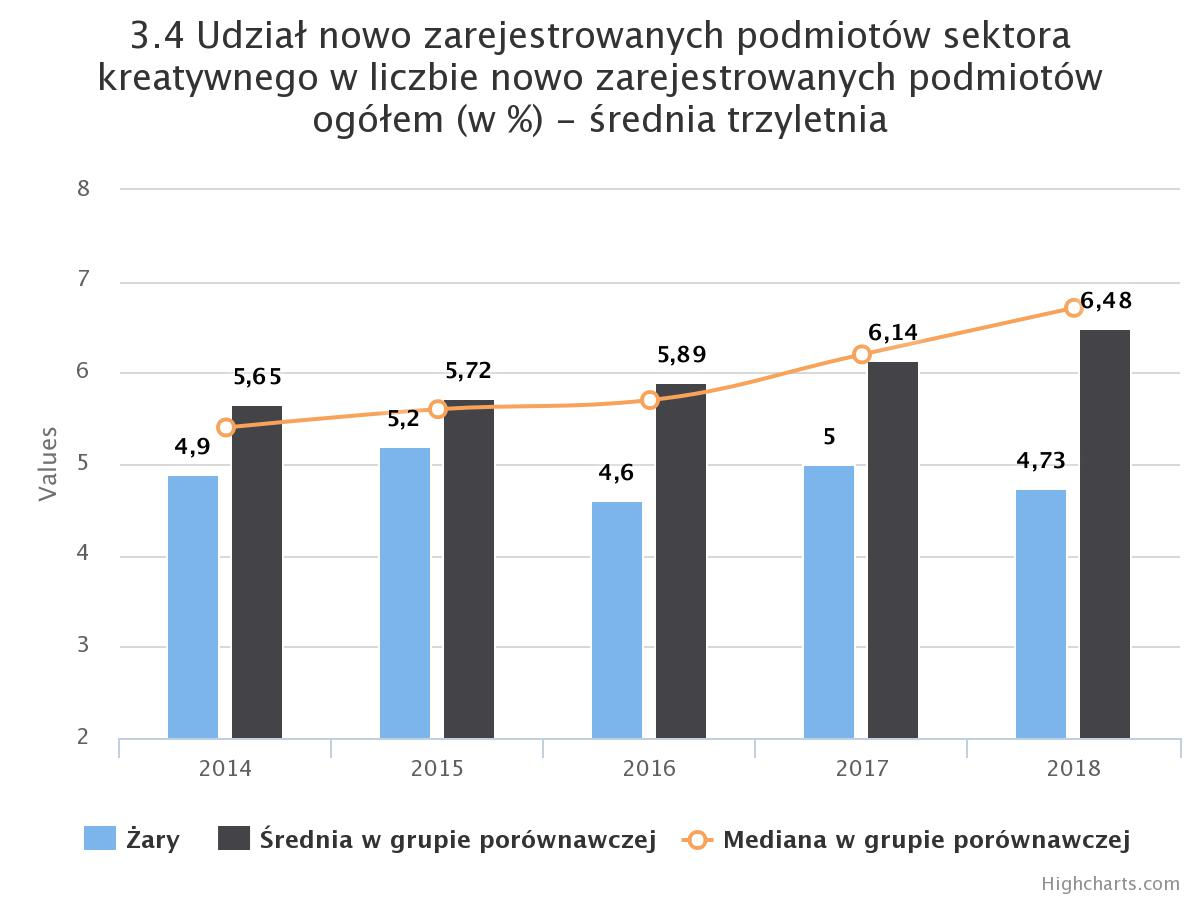 3.4 Udział nowo zarejestrowanych podmiotów sektora
kreatywnego w liczbie nowo zarejestrowanych podmiotów
ogółem (w %) – średnia trzyletnia
Values
8
7
6
5
4
3
2
4,9
5,65
5,2
5,72
4,6
5,89
5
6,14
4,73
6,48
2014
2015
2016
2017
2018
Żary
Średnia w grupie porównawczej
Mediana w grupie porównawczej
Highcharts.com